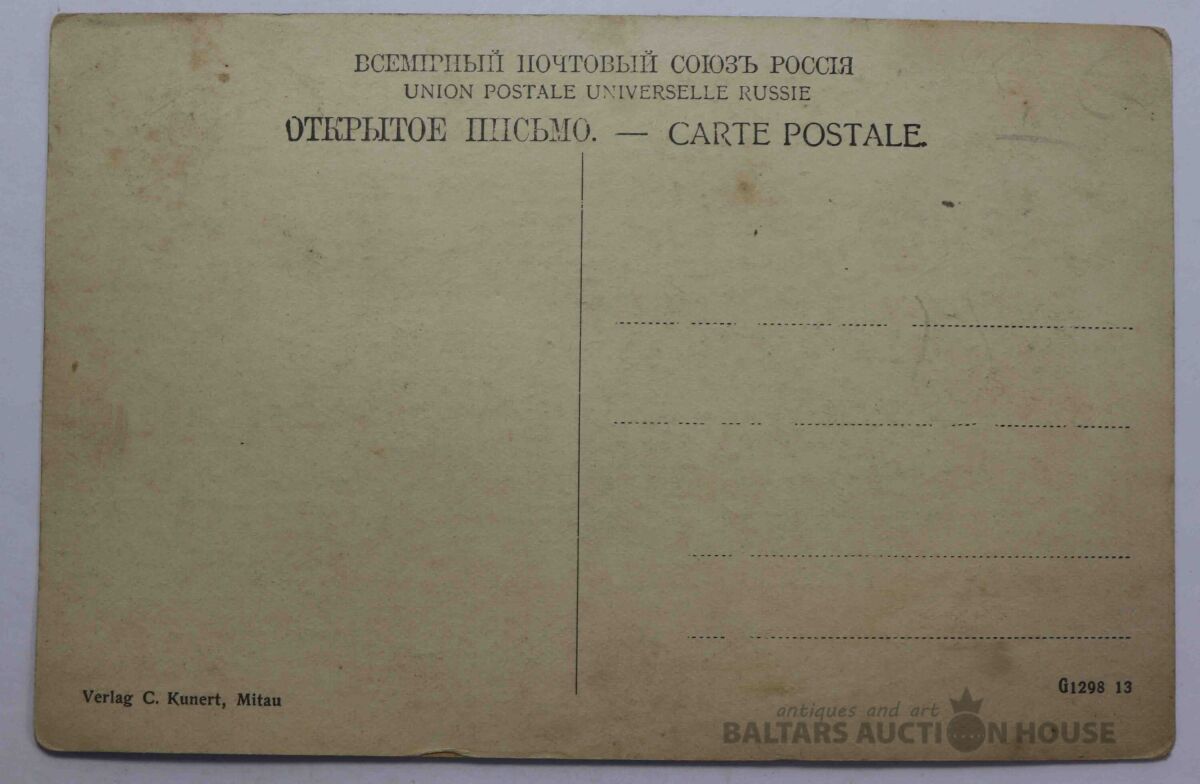 ВСЕМІРНЫЙ ПОЧТОВЫЙ СОЮЗЪ РОССІЯ
UNION POSTALE UNIVERSELLE RUSSIE
ОТКРЫТОЕ ПИСЬМО. — CARTE POSTALE.
Verlag C. Kunert, Mitau
G1298 13
antiques and art
BALTARS AUCTION HOUSE